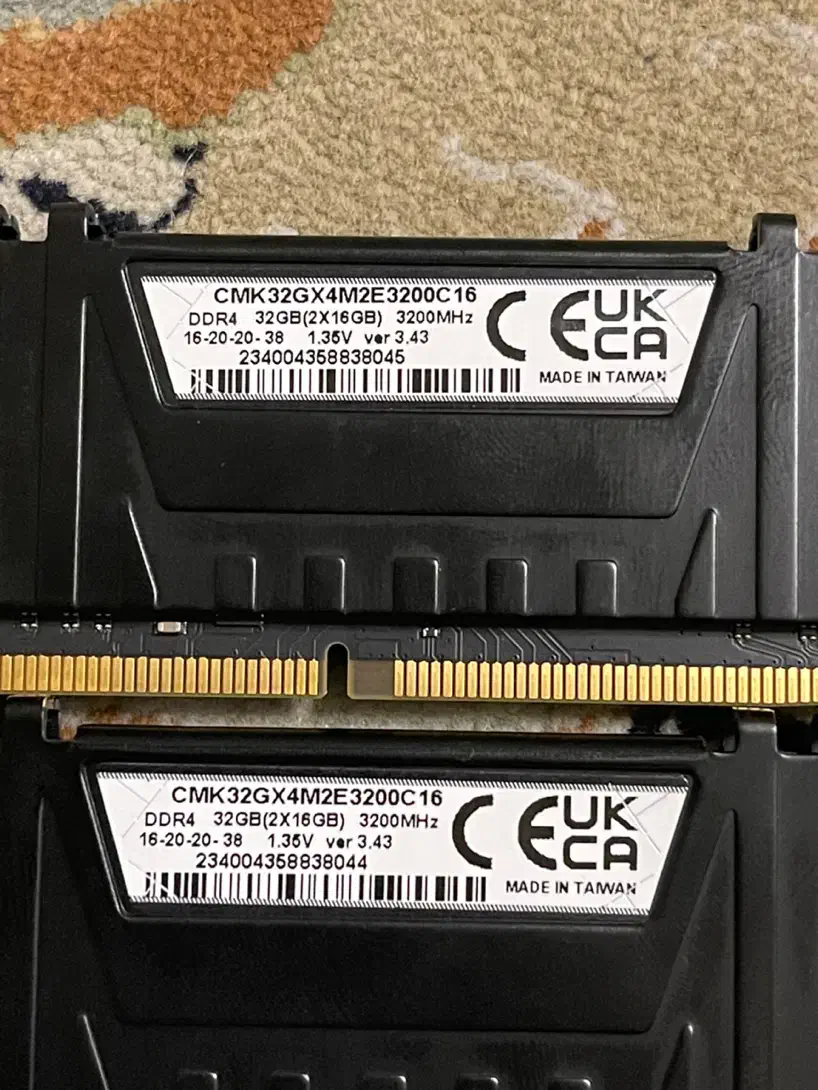 CMK32GX4M2E3200C16
DDR4 32GB(2X16GB) 3200MHz
16-20-20-38 1.35V ver 3.43
234004358838045
CE UK
CA
MADE IN TAIWAN
CMK32GX4M2E3200C16
DDR4 32GB(2X16GB) 3200MHz
16-20-20-38 1.35V ver 3.43
234004358838044
CE UK
CA
MADE IN TAIWAN